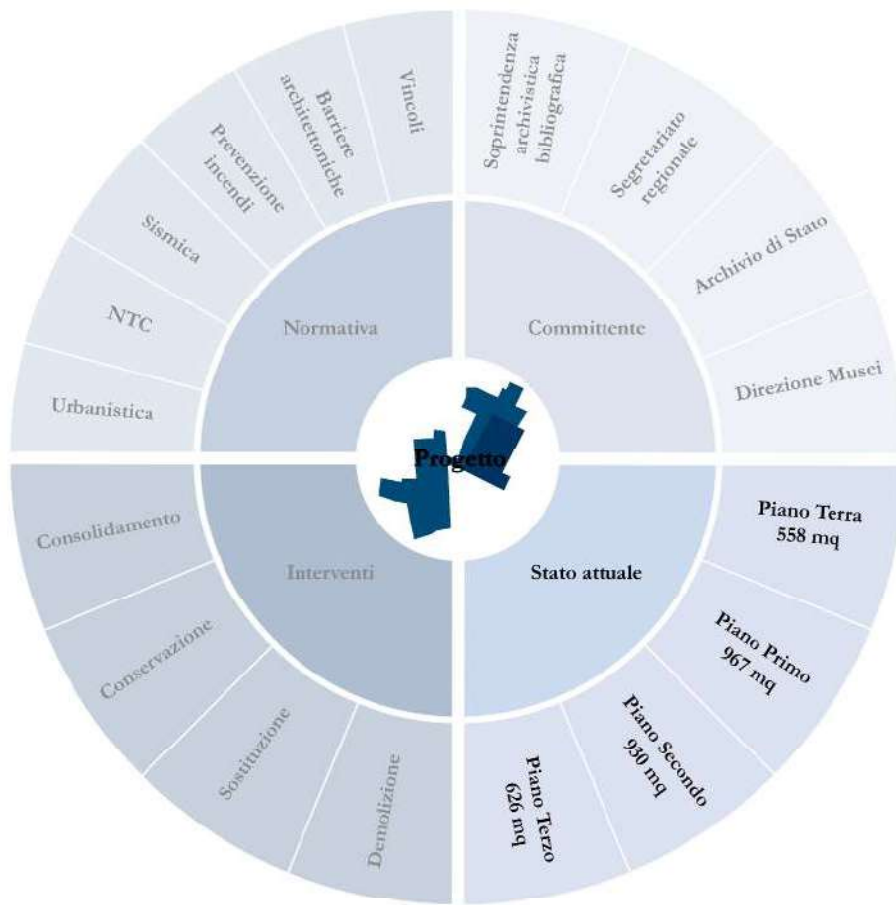 Vincoli
Barriere
architettoniche
Prevenzione
incendi
Sismica
NTC
Urbanistica
Normativa
Soprintendenza
archivistica
bibliografica
Segretariato
regionale
Archivio di Stato
Direzione Musei
Committente
Progetto
Consolidamento
Conservazione
Sostituzione
Demolizione
Interventi
Stato attuale
Piano Terra
558 mq
Piano Primo
967 mq
Piano Secondo
930 mq
Piano Terzo
626 mq